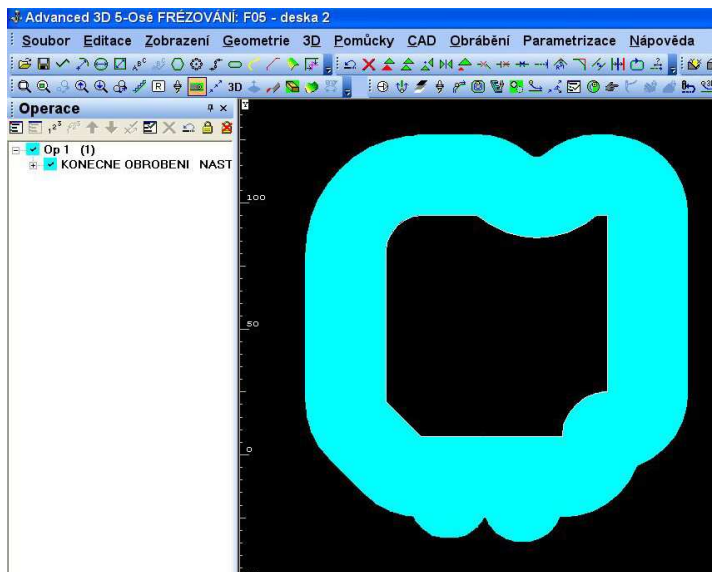 Advanced 3D 5-Osé FRÉZOVÁNÍ: F05 - deska 2
Soubor Editace Zobrazení Geometrie 3D Pomůcky CAD Obrábění Parametrizace Nápověda
3D
Operace
Op 1 (1)
KONECNE OBROBENI NAST
100
50
0